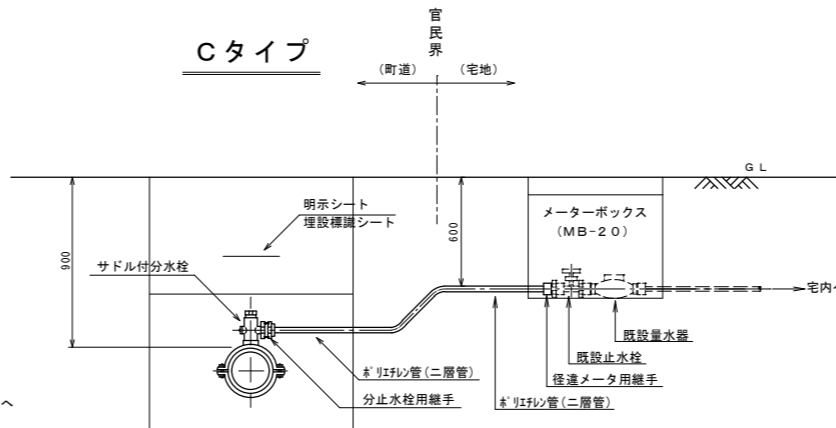 Cタイプ
官民界
(町道)
(宅地)
GL
明示シート
埋設標識シート
メーターボックス
(MB-20)
900
600
サドル付分水栓
宅内へ
既設量水器
既設止水栓
径違メータ用継手
ポリエチレン管(二層管)
分止水栓用継手
ポリエチレン管(二層管)
へ